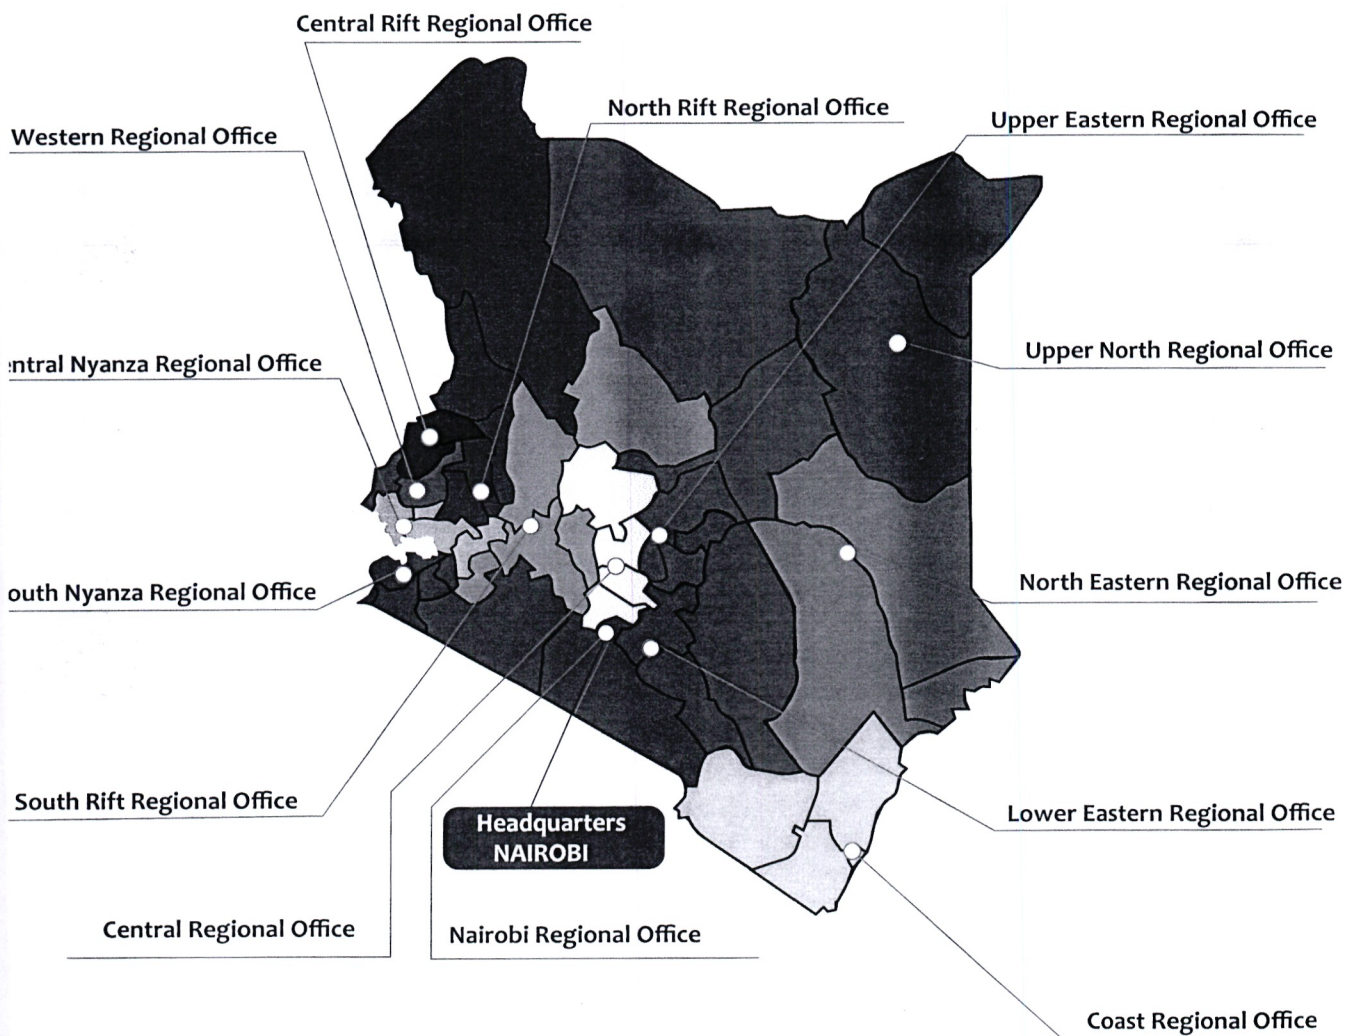 Central Rift Regional Office
North Rift Regional Office
Upper Eastern Regional Office
Western Regional Office
Upper North Regional Office
entral Nyanza Regional Office
North Eastern Regional Office
outh Nyanza Regional Office
South Rift Regional Office
Lower Eastern Regional Office
Headquarters
NAIROBI
Central Regional Office
Nairobi Regional Office
Coast Regional Office